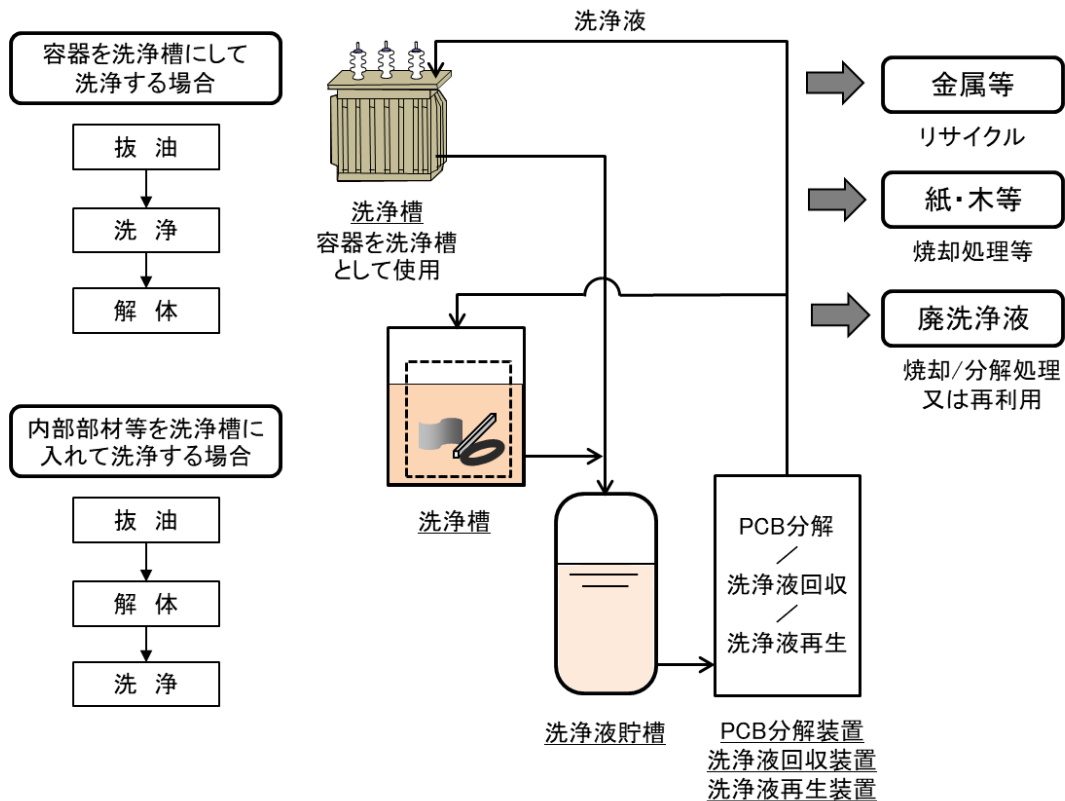 容器を洗浄槽にして
洗浄する場合
抜 油
洗 浄
解 体
内部部材等を洗浄槽に
入れて洗浄する場合
抜 油
解 体
洗 浄
洗浄液
洗浄槽
容器を洗浄槽
として使用
洗浄槽
洗浄液貯槽
PCB分解
/
洗浄液回収
/
洗浄液再生
PCB分解装置
洗浄液回収装置
洗浄液再生装置
金属等
リサイクル
紙・木等
焼却処理等
廃洗浄液
焼却/分解処理
又は再利用